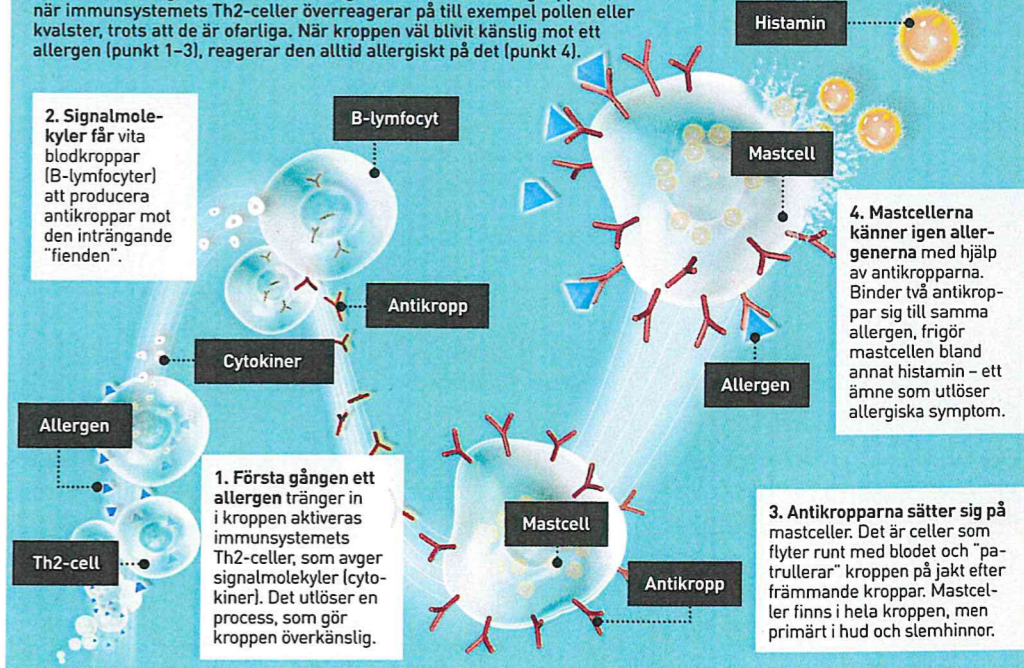 när immunsystemets Th2-celler överreagerar på till exempel pollen eller
kvalster, trots att de är ofarliga. När kroppen väl blivit känslig mot ett
allergen (punkt 1–3), reagerar den alltid allergiskt på det (punkt 4).
Histamin
2. Signalmole-
kyler får vita
blodkroppar
(B-lymfocyter)
att producera
antikroppar mot
den inträngande
"fienden".
B-lymfocyt
Mastcell
4. Mastcellerna
känner igen aller-
generna med hjälp
av antikropparna.
Binder två antikrop-
par sig till samma
allergen, frigör
mastcellen bland
annat histamin – ett
ämne som utlöser
allergiska symptom.
Antikropp
Cytokiner
Allergen
Allergen
1. Första gången ett
allergen tränger in
i kroppen aktiveras
immunsystemets
Th2-celler, som avger
signalmolekyler (cyto-
kiner). Det utlöser en
process, som gör
kroppen överkänslig.
Th2-cell
Mastcell
Antikropp
3. Antikropparna sätter sig på
mastceller. Det är celler som
flyter runt med blodet och "pa-
trullerar" kroppen på jakt efter
främmande kroppar. Mastcel-
ler finns i hela kroppen, men
primärt i hud och slemhinnor.